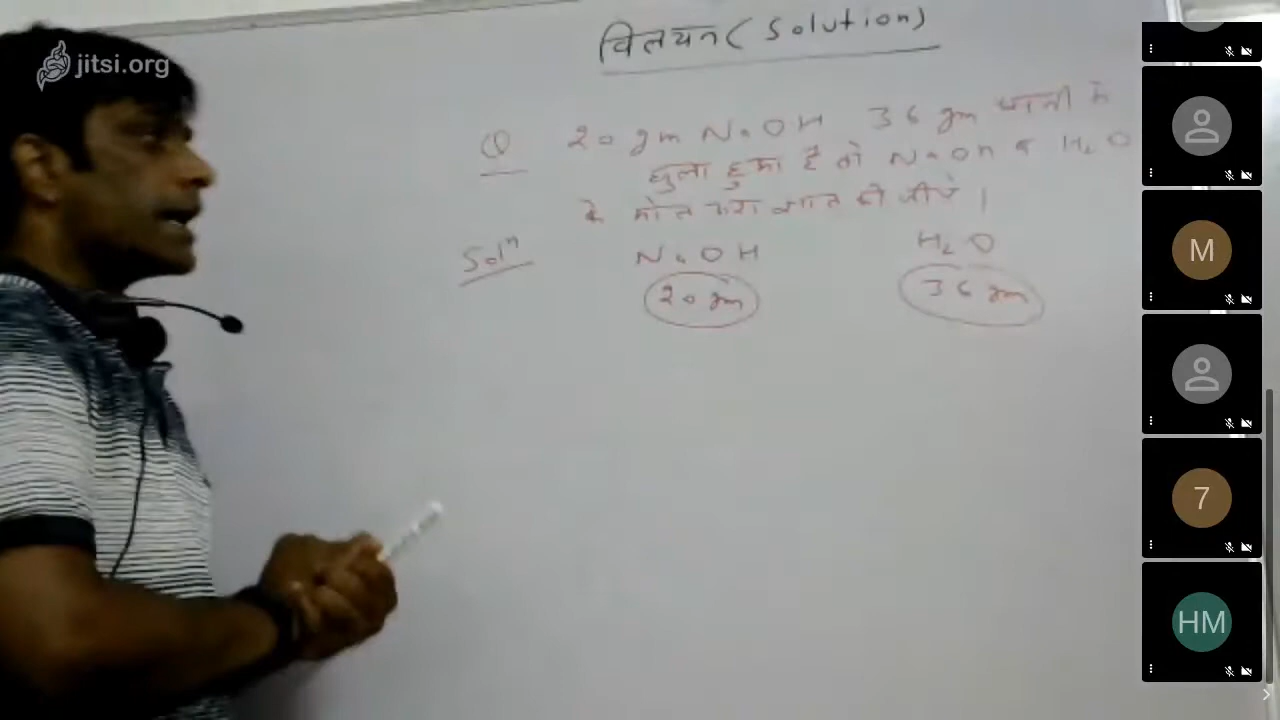 jitsi.org
विलयन ( Solution )
Q 20 gm NaOH 36 gm पानी में
घुला हुआ है तो NaOH व H2O
के मोल ज्ञात कीजिये ।
Solⁿ NaOH H2O
20 gm 36 gm
M
7
HM